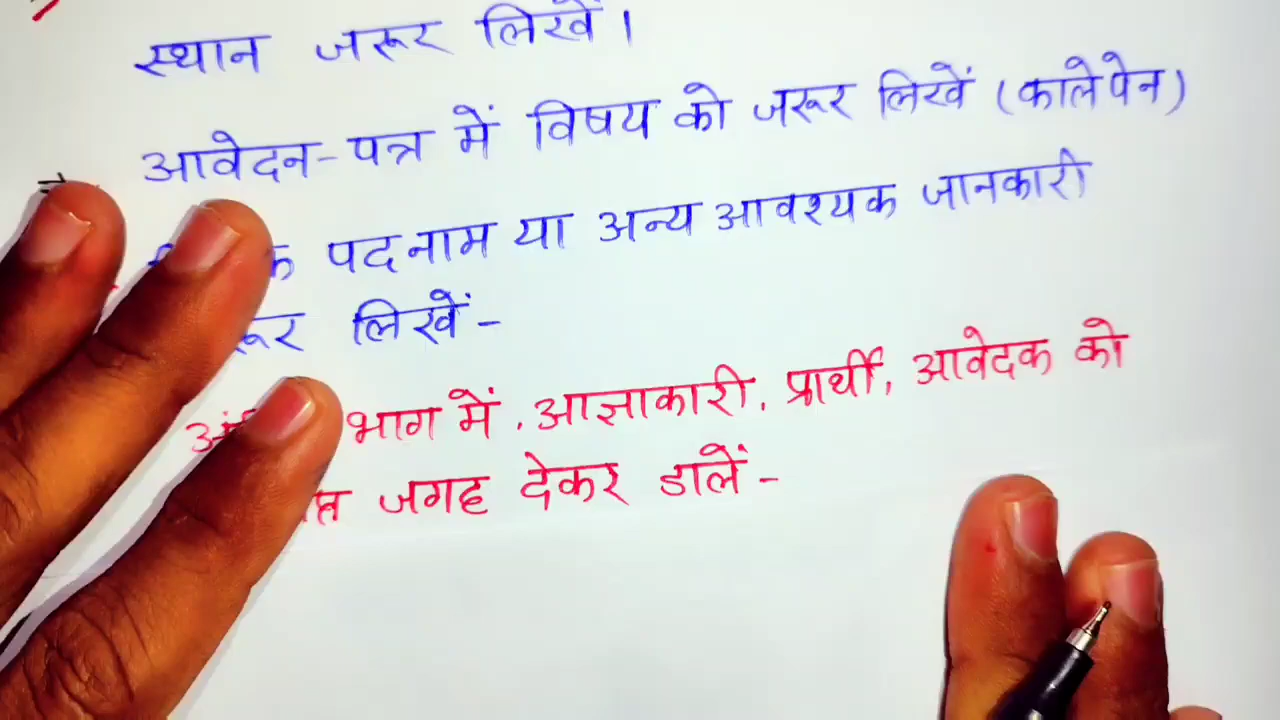 स्थान जरूर लिखें।
आवेदन-पत्र में विषय को जरूर लिखें (काले पेन)
पदनाम या अन्य आवश्यक जानकारी
लिखें-
भाग में, आज्ञाकारी, प्रार्थी, आवेदक को
जगह देकर डालें-